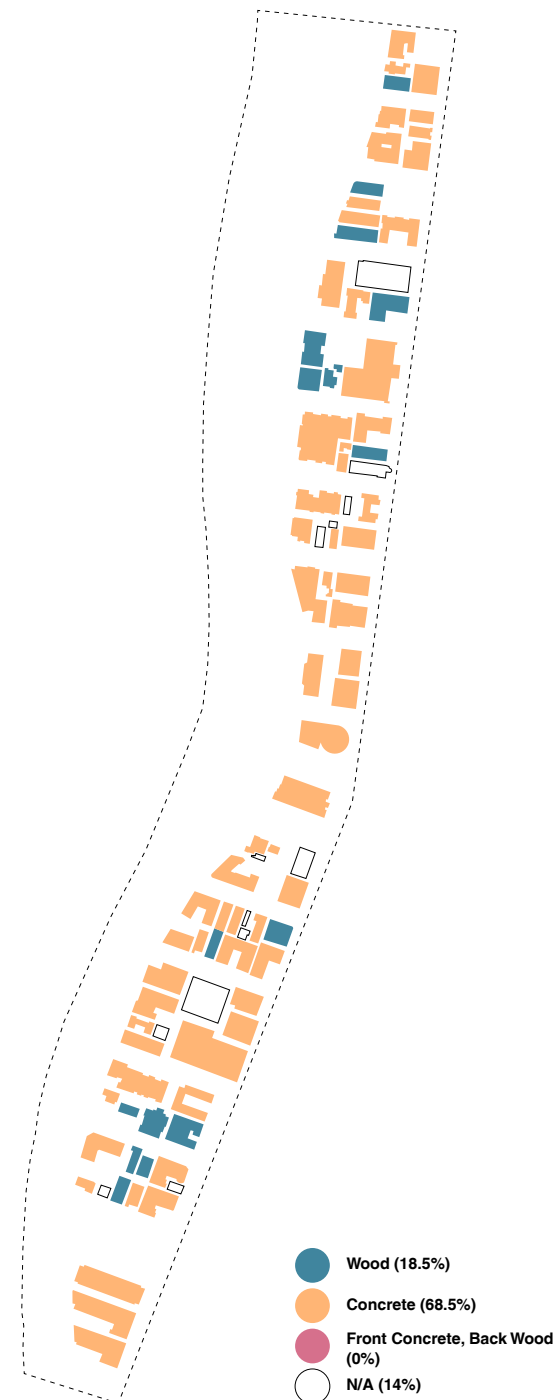 Wood (18.5%)
Concrete (68.5%)
Front Concrete, Back Wood
(0%)
N/A (14%)